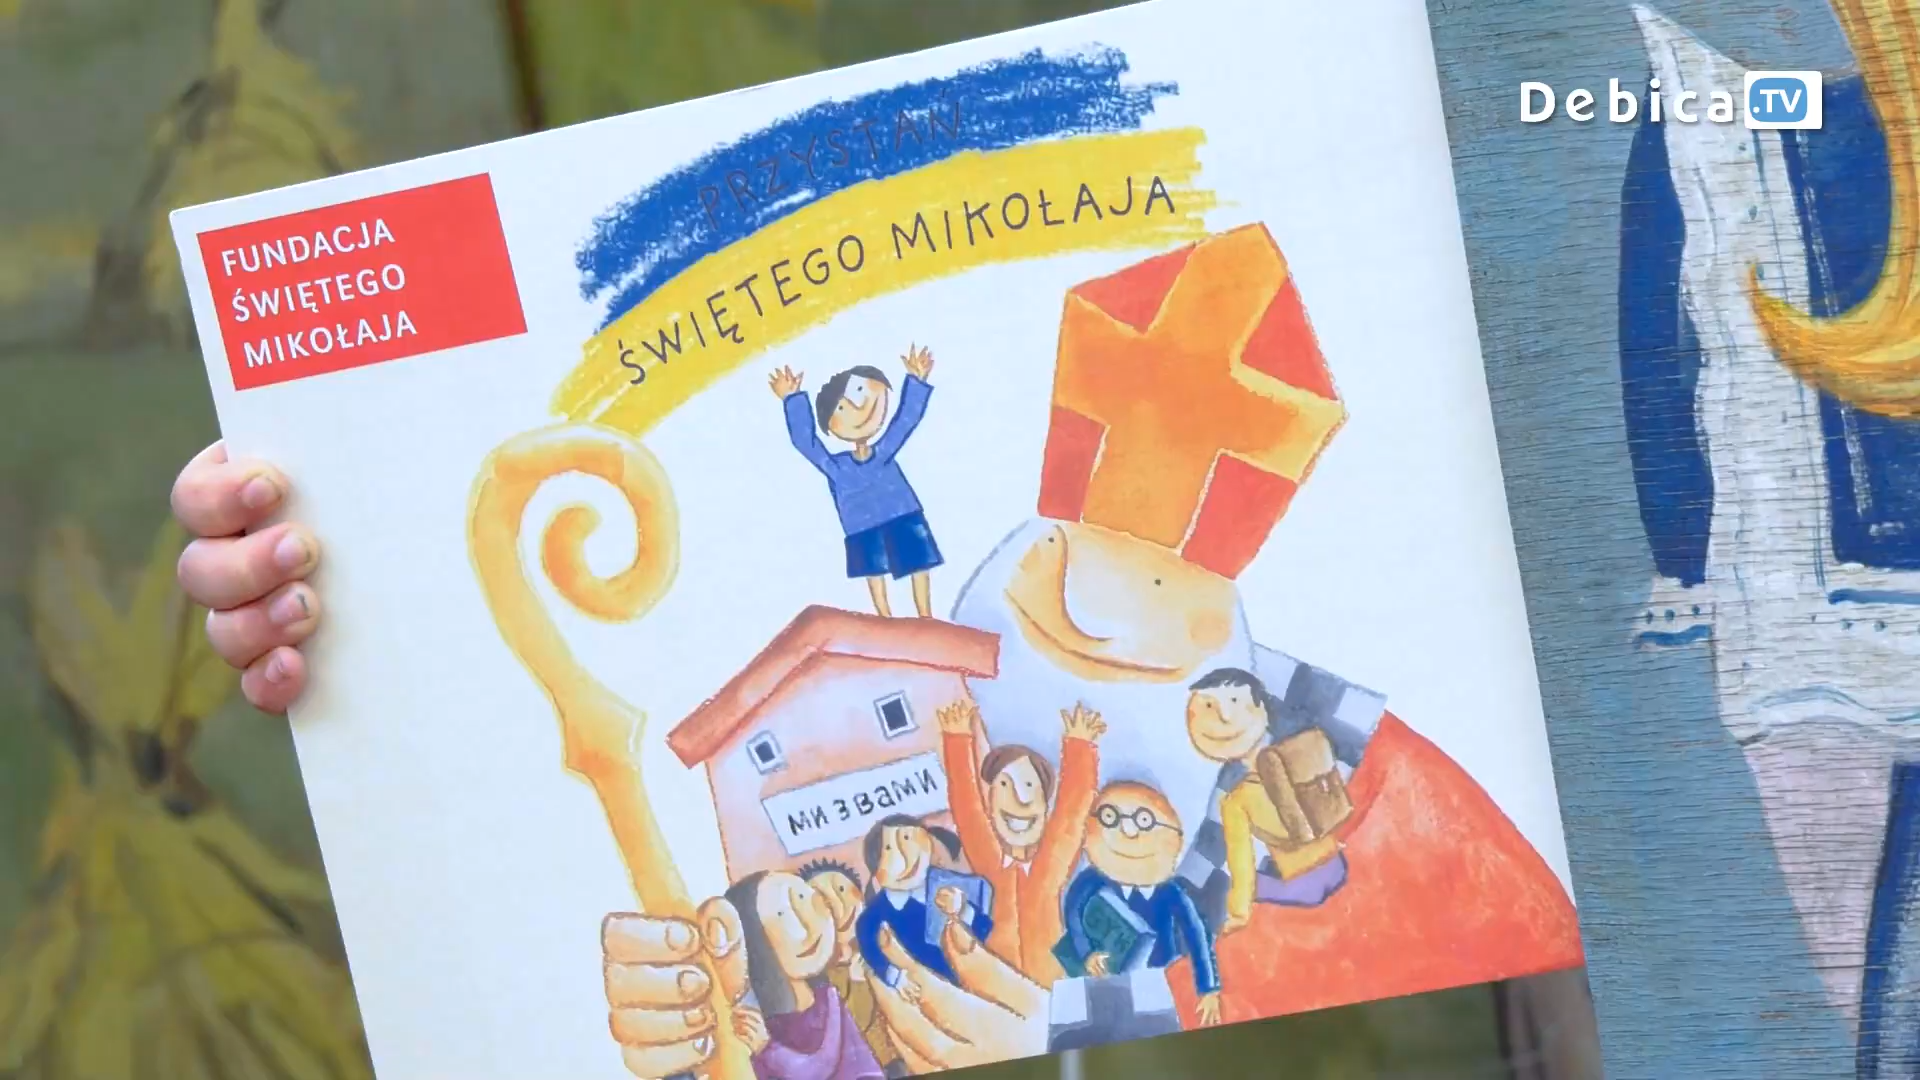 Debica.TV
PRZYSTAŃ
ŚWIĘTEGO MIKOŁAJA
FUNDACJA
ŚWIĘTEGO
MIKOŁAJA
МИ З ВАМИ